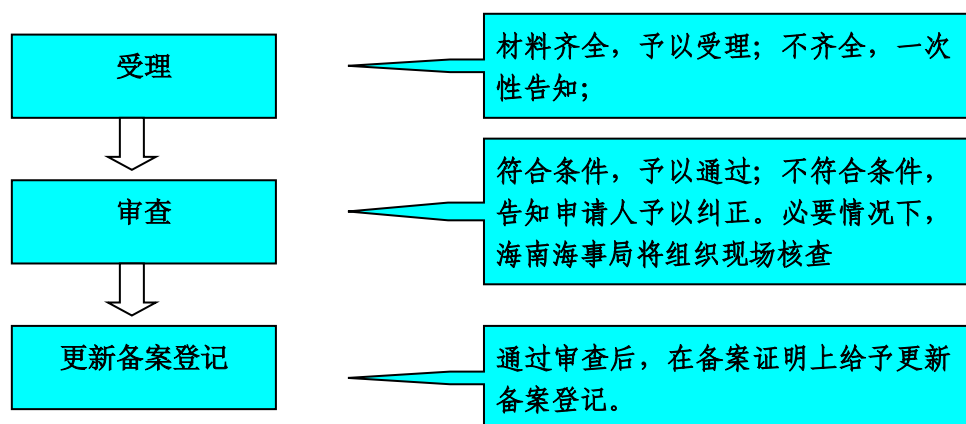 受理
材料齐全，予以受理；不齐全，一次
性告知；
审查
符合条件，予以通过；不符合条件，
告知申请人予以纠正。必要情况下，
海南海事局将组织现场核查
更新备案登记
通过审查后，在备案证明上给予更新
备案登记。